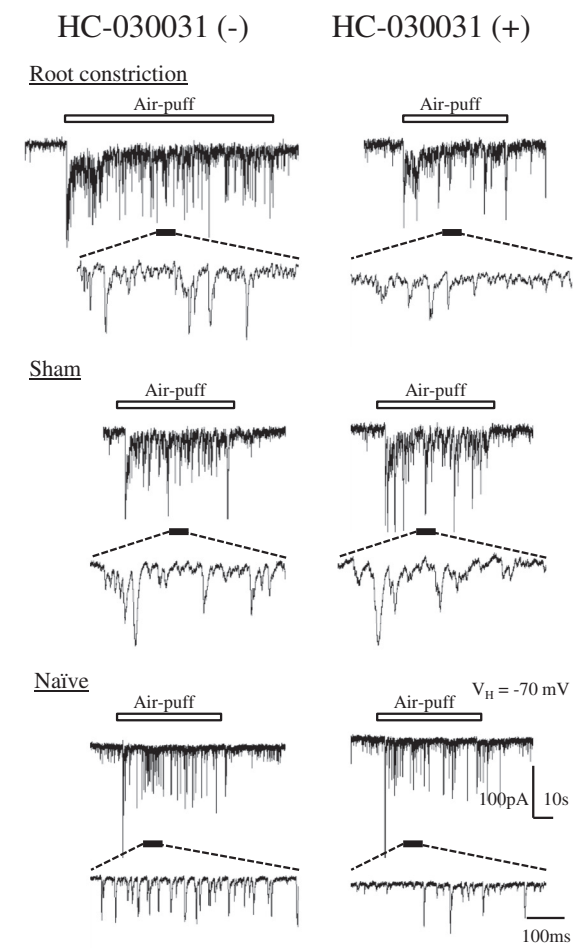 HC-030031 (-) HC-030031 (+)
Root constriction
Air-puff Air-puff
Sham
Air-puff Air-puff
Naïve
V_H = -70 mV
Air-puff Air-puff
100pA 10s
100ms